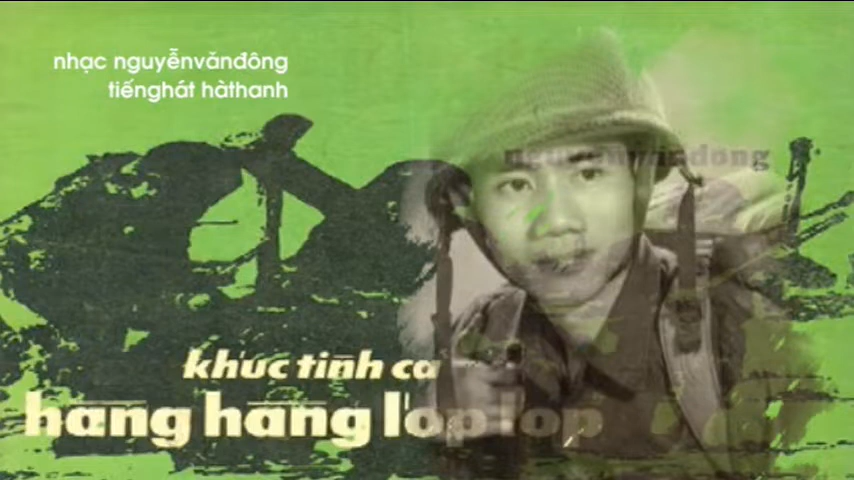 nhạc nguyễnvănđông
tiếnghát hàthanh
nguyễnvănđông
khúc tình ca
hàng hàng lớp lớp